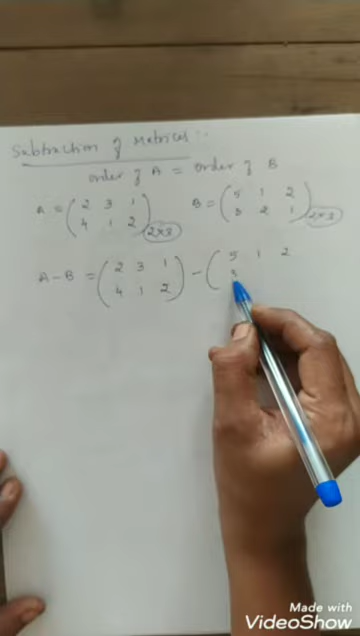 Subtraction of Matrices :-
order of A = order of B
A = ( 2 3 1   B = ( 5 1 2
4 1 2 ) 2×3   3 2 1 ) 2×3
A - B = ( 2 3 1   - ( 5 1 2
4 1 2 )   3
Made with
VideoShow